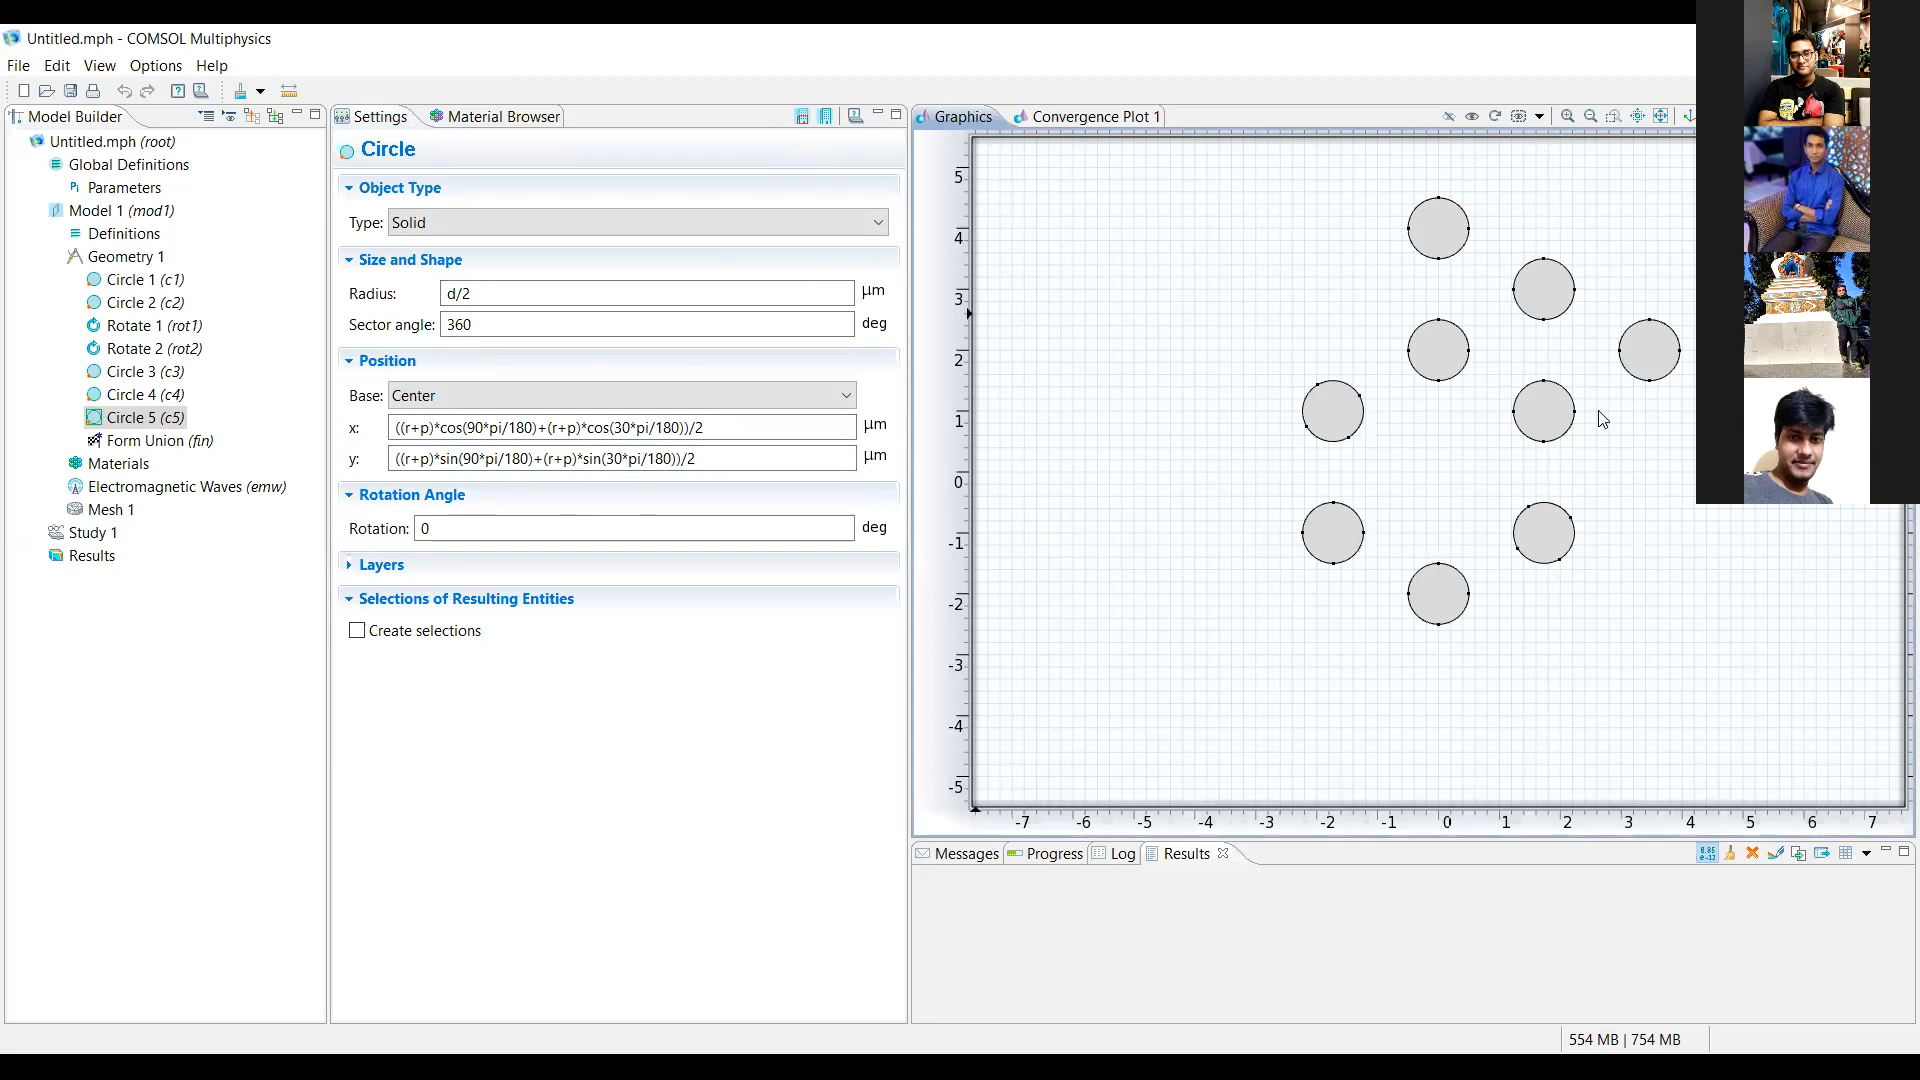 Untitled.mph - COMSOL Multiphysics
File Edit View Options Help
Model Builder
Untitled.mph (root)
Global Definitions
Pi Parameters
Model 1 (mod1)
Definitions
Geometry 1
Circle 1 (c1)
Circle 2 (c2)
Rotate 1 (rot1)
Rotate 2 (rot2)
Circle 3 (c3)
Circle 4 (c4)
Circle 5 (c5)
Form Union (fin)
Materials
Electromagnetic Waves (emw)
Mesh 1
Study 1
Results
Settings Material Browser
Circle
Object Type
Type: Solid
Size and Shape
Radius: d/2 µm
Sector angle: 360 deg
Position
Base: Center
x: ((r+p)*cos(90*pi/180)+(r+p)*cos(30*pi/180))/2 µm
y: ((r+p)*sin(90*pi/180)+(r+p)*sin(30*pi/180))/2 µm
Rotation Angle
Rotation: 0 deg
Layers
Selections of Resulting Entities
Create selections
Graphics Convergence Plot 1
5
4
3
2
1
0
-1
-2
-3
-4
-5
-7 -6 -5 -4 -3 -2 -1 0 1 2 3 4 5 6 7
Messages Progress Log Results
8.85
e-12
554 MB | 754 MB